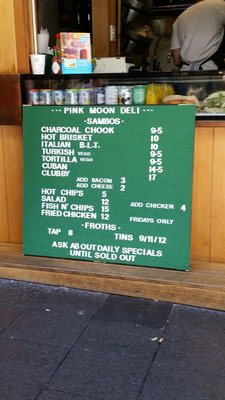 PINK MOON DELI
-SAMBOS-
CHARCOAL CHOOK 9-5
HOT BRISKET 10
ITALIAN B-L-T 10
TURKISH VEGO 9-5
TORTILLA VEGO 9-5
CUBAN 14-5
CLUBBY 17
ADD BACON 3
ADD CHEESE 2
HOT CHIPS 5
SALAD 12 ADD CHICKEN 4
FISH N' CHIPS 15
FRIED CHICKEN 12 FRIDAYS ONLY
-FROTHS-
TAP 8 TINS 9/11/12
ASK ABOUT DAILY SPECIALS
UNTIL SOLD OUT